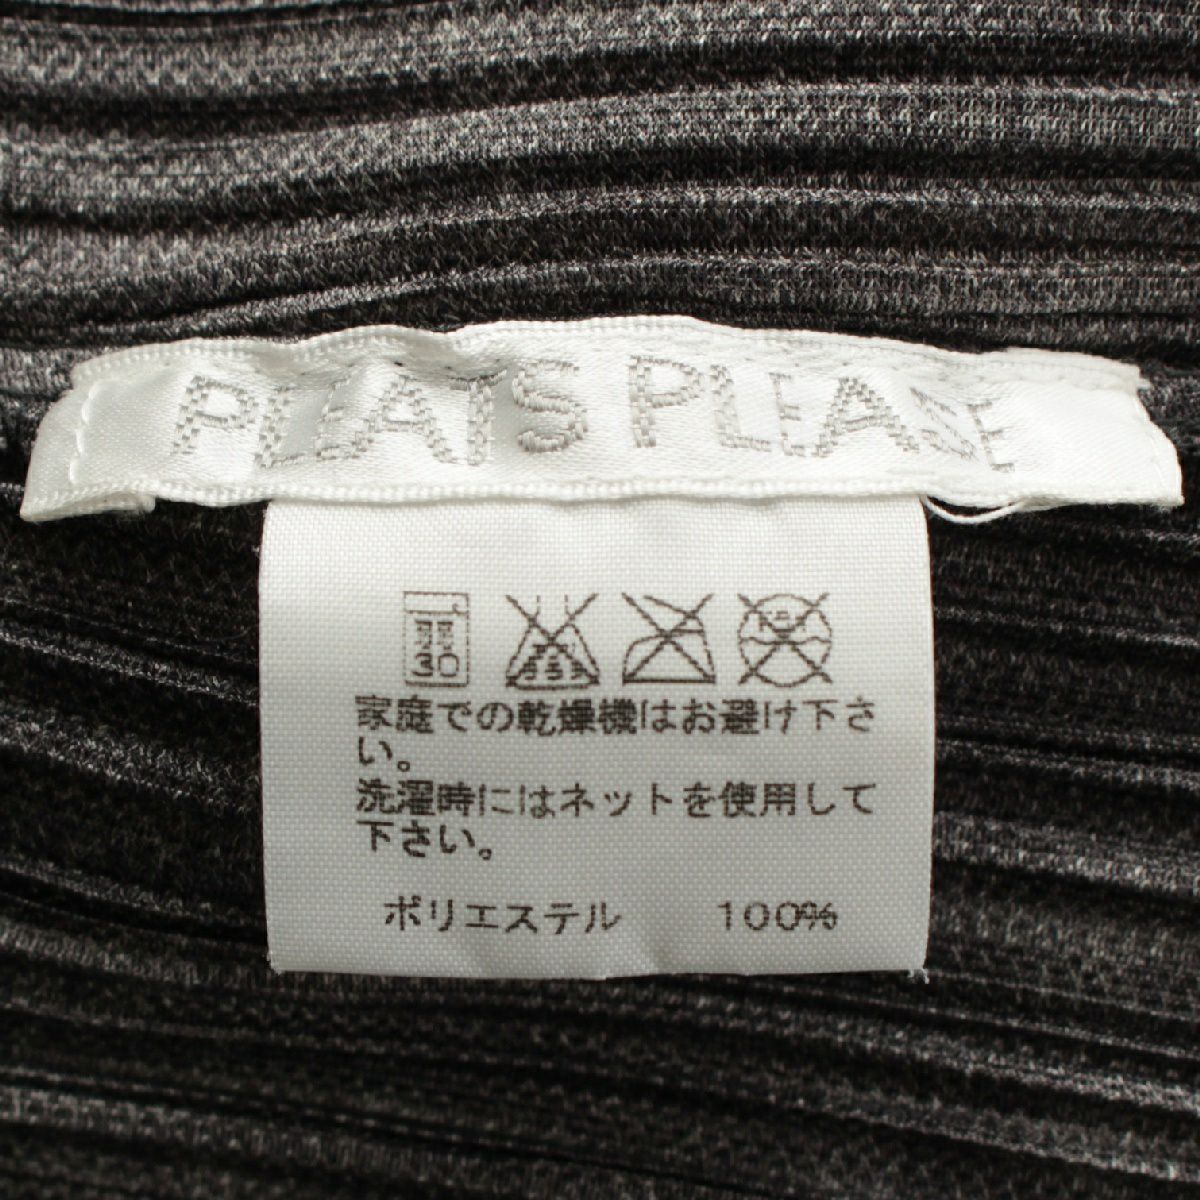 PLEATS PLEASE
30
家庭での乾燥機はお避け下さ
い。
洗濯時にはネットを使用して
下さい。
ポリエステル 100%